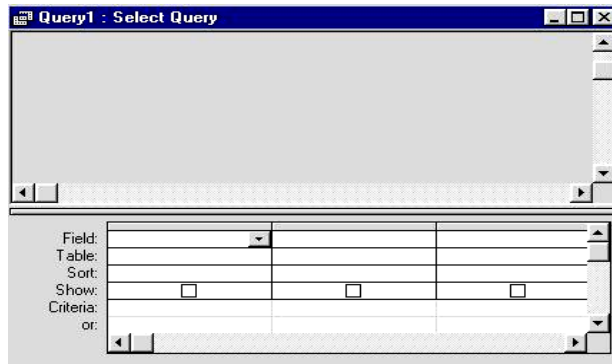 Query1 : Select Query
Field:
Table:
Sort:
Show:
Criteria:
or: